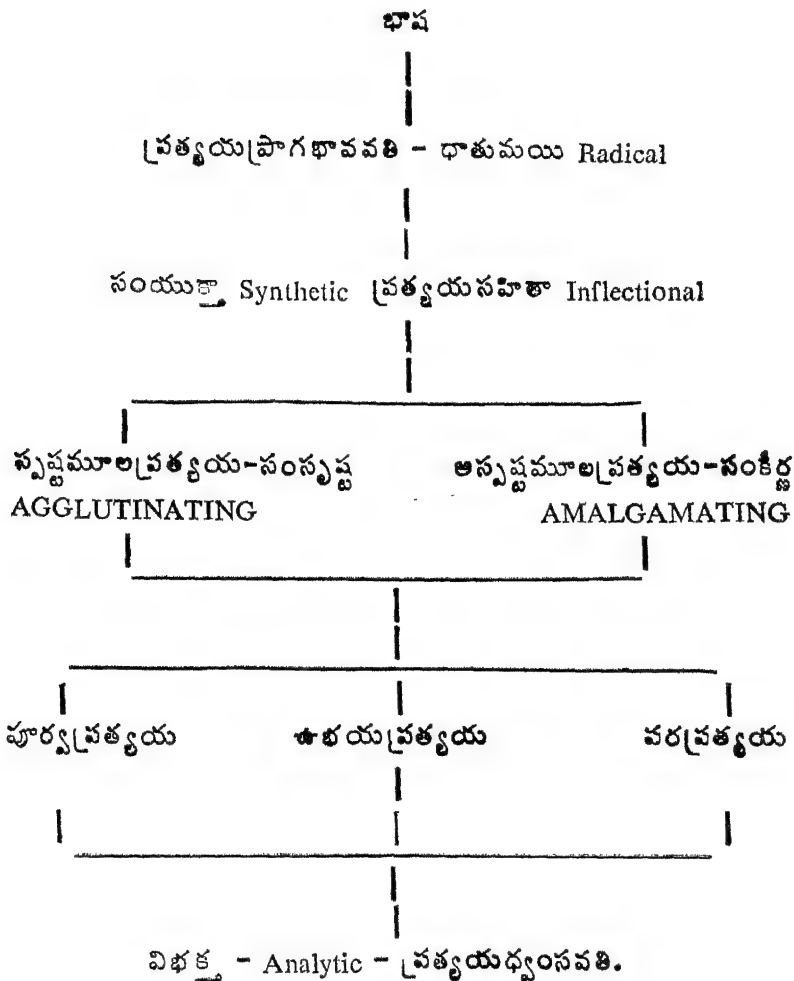 భాష
ప్రత్యయప్రాగభావవతి - ధాతుమయి Radical
సంయుక్తా Synthetic ప్రత్యయసహితా Inflectional
స్పష్టమూలప్రత్యయ-సంసృష్ట అస్పష్టమూలప్రత్యయ-సంకీర్ణ
AGGLUTINATING AMALGAMATING
పూర్వప్రత్యయ ఉభయప్రత్యయ పరప్రత్యయ
విభక్త - Analytic - ప్రత్యయధ్వంసవతి.